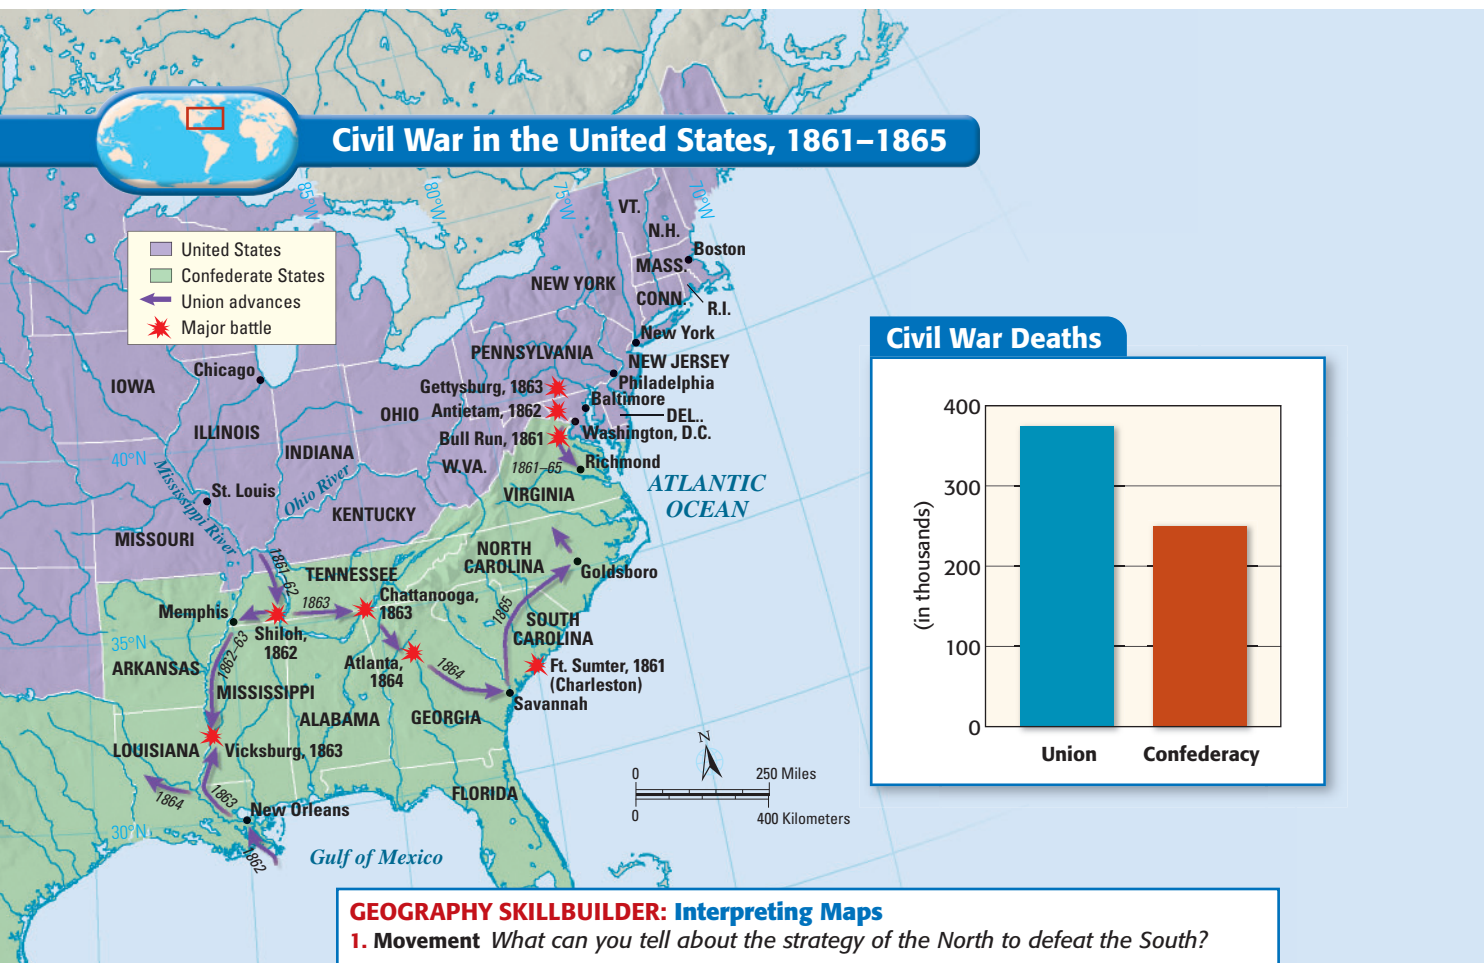 Civil War in the United States, 1861–1865
85°W
80°W
75°W
70°W
United States
Confederate States
Union advances
Major battle
VT.
N.H.
Boston
MASS.
NEW YORK
CONN.
R.I.
New York
PENNSYLVANIA
NEW JERSEY
Chicago
IOWA
Gettysburg, 1863
Philadelphia
Baltimore
OHIO
Antietam, 1862
DEL..
ILLINOIS
Bull Run, 1861
Washington, D.C.
INDIANA
40°N
W.VA.
1861–65
Richmond
Mississippi River
St. Louis
Ohio River
VIRGINIA
ATLANTIC
OCEAN
KENTUCKY
MISSOURI
1861–62
TENNESSEE
NORTH
CAROLINA
Goldsboro
Memphis
1863
Chattanooga,
1863
1865
SOUTH
CAROLINA
Shiloh,
1862
35°N
1862–63
ARKANSAS
Atlanta,
1864
1864
Ft. Sumter, 1861
(Charleston)
MISSISSIPPI
Savannah
ALABAMA
GEORGIA
LOUISIANA
Vicksburg, 1863
1864
1863
New Orleans
FLORIDA
30°N
1862
Gulf of Mexico
N
0
250 Miles
0
400 Kilometers
Civil War Deaths
400
300
200
100
0
(in thousands)
Union
Confederacy
GEOGRAPHY SKILLBUILDER: Interpreting Maps
1. Movement What can you tell about the strategy of the North to defeat the South?